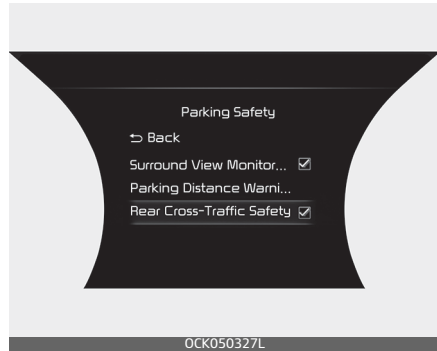 Parking Safety
⮌ Back
Surround View Monitor... ☑
Parking Distance Warni...
Rear Cross-Traffic Safety ☑
OCK050327L